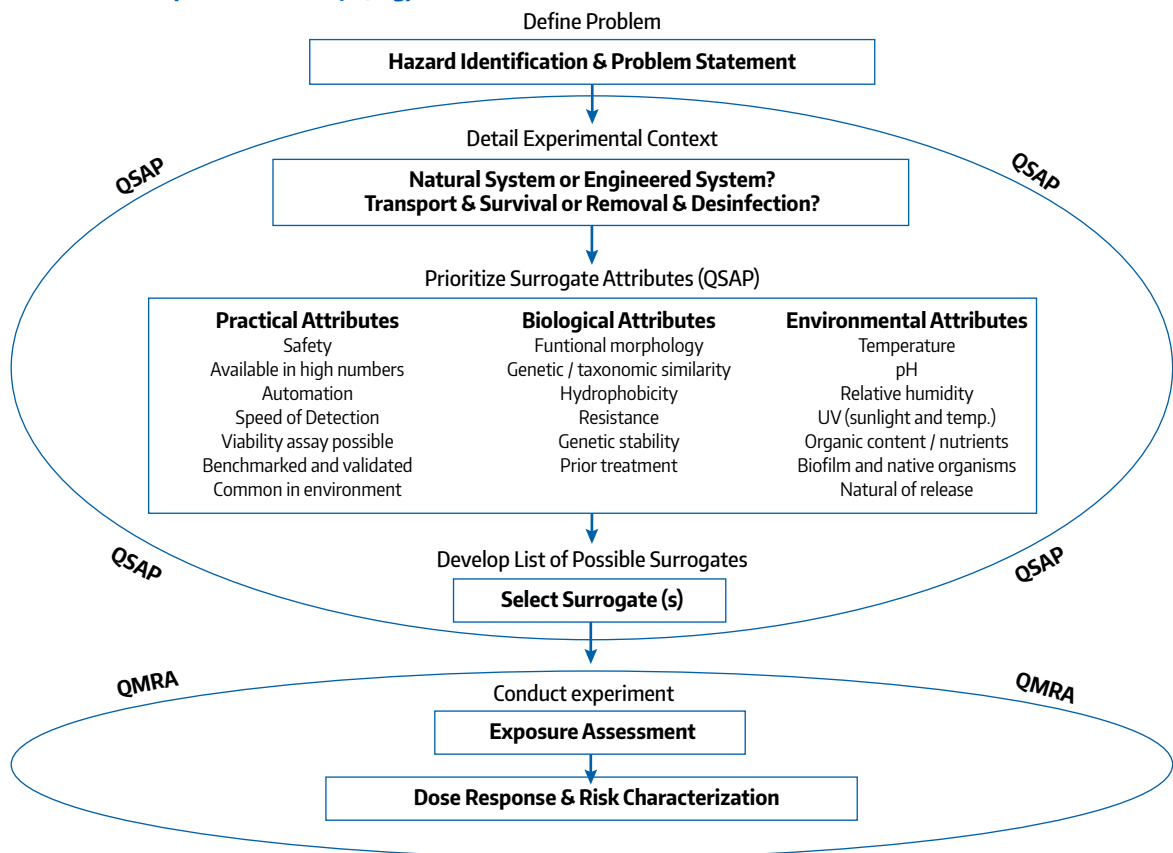 Define Problem
Hazard Identification & Problem Statement
Detail Experimental Context
QSAP
QSAP
Natural System or Engineered System?
Transport & Survival or Removal & Desinfection?
Prioritize Surrogate Attributes (QSAP)
Practical Attributes
Safety
Available in high numbers
Automation
Speed of Detection
Viability assay possible
Benchmarked and validated
Common in environment
Biological Attributes
Funtional morphology
Genetic / taxonomic similarity
Hydrophobicity
Resistance
Genetic stability
Prior treatment
Environmental Attributes
Temperature
pH
Relative humidity
UV (sunlight and temp.)
Organic content / nutrients
Biofilm and native organisms
Natural of release
QSAP
QSAP
Develop List of Possible Surrogates
Select Surrogate (s)
QMRA
QMRA
Conduct experiment
Exposure Assessment
Dose Response & Risk Characterization